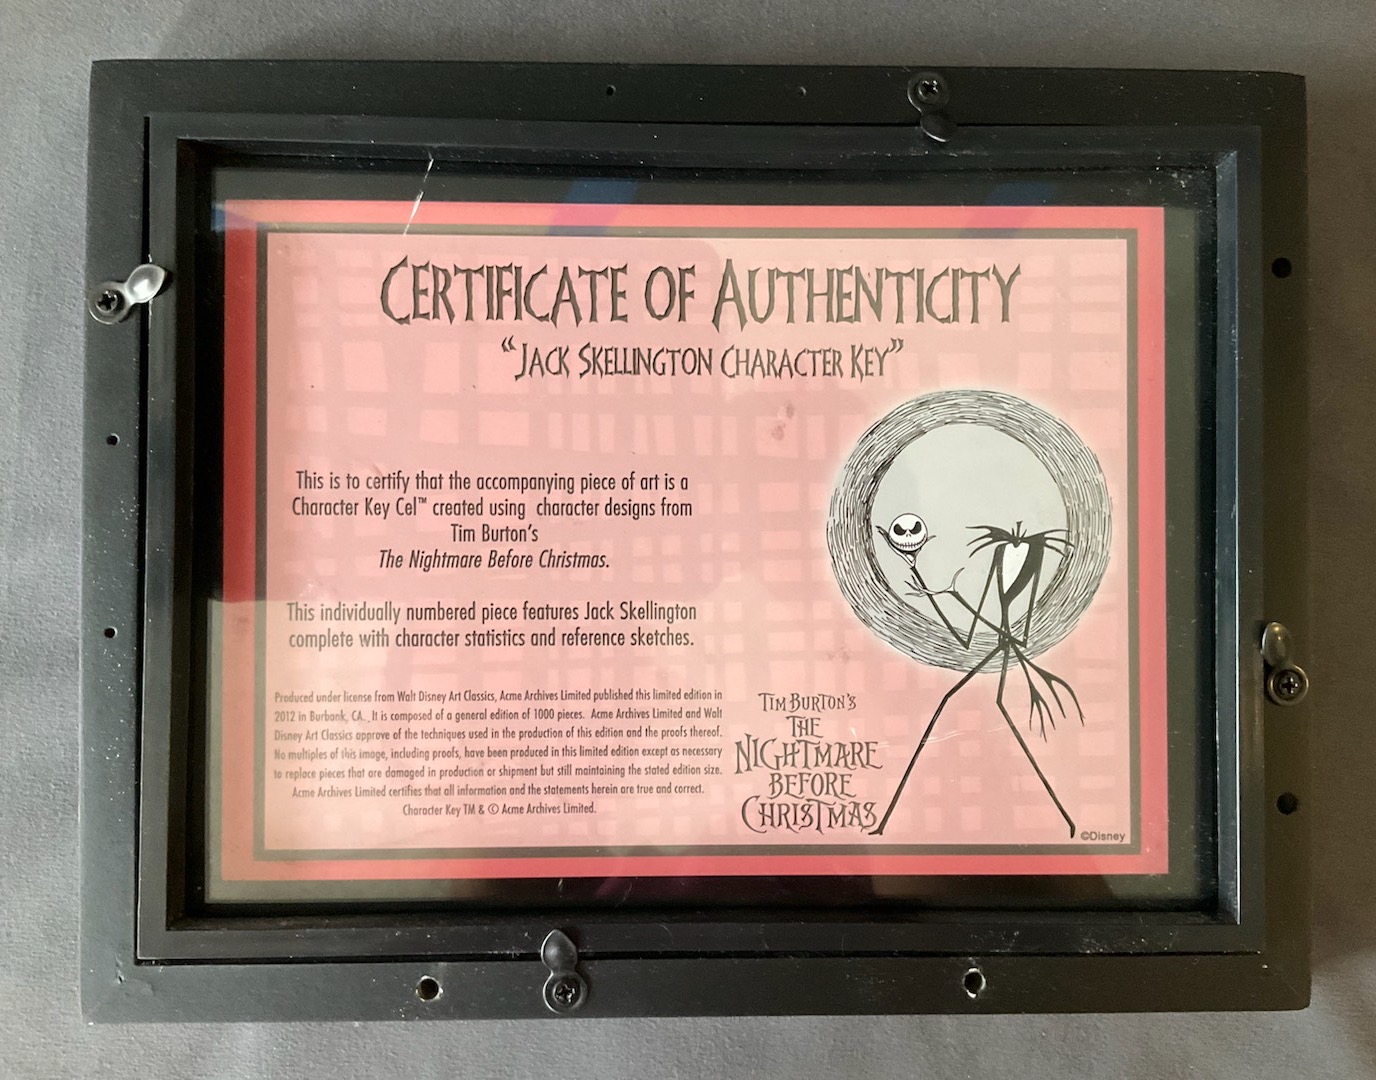 CERTIFICATE OF AUTHENTICITY
“JACK SKELLINGTON CHARACTER KEY”
This is to certify that the accompanying piece of art is a
Character Key Cel™ created using character designs from
Tim Burton's
The Nightmare Before Christmas.
This individually numbered piece features Jack Skellington
complete with character statistics and reference sketches.
Produced under license from Walt Disney Art Classics, Acme Archives Limited published this limited edition in
2012 in Burbank, CA. It is composed of a general edition of 1000 pieces. Acme Archives Limited and Walt
Disney Art Classics approve of the techniques used in the production of this edition and the proofs thereof.
No multiples of this image, including proofs, have been produced in this limited edition except as necessary
to replace pieces that are damaged in production or shipment but still maintaining the stated edition size.
Acme Archives Limited certifies that all information and the statements herein are true and correct.
Character Key TM & © Acme Archives Limited.
TIM BURTON'S
THE
NIGHTMARE
BEFORE
CHRISTMAS
©Disney